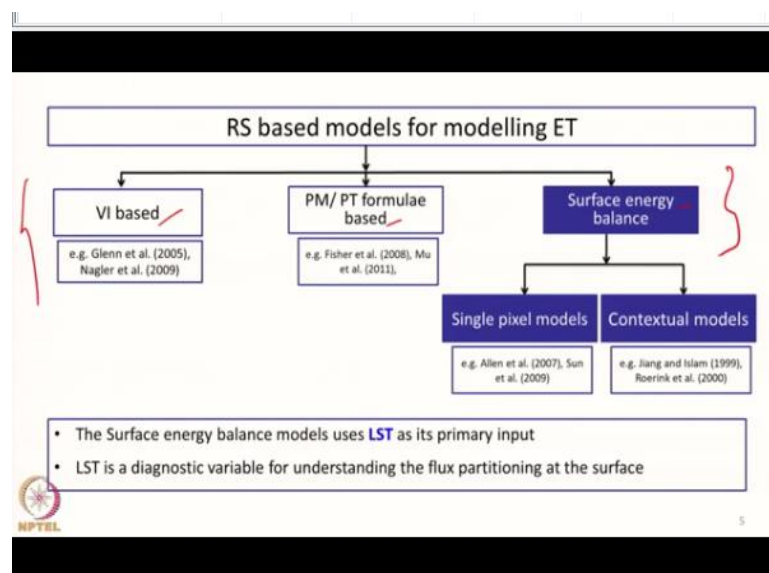 RS based models for modelling ET
VI based
e.g. Glenn et al. (2005),
Nagler et al. (2009)
PM/ PT formulae
based
e.g. Fisher et al. (2008), Mu
et al. (2011),
Surface energy
balance
Single pixel models
e.g. Allen et al. (2007), Sun
et al. (2009)
Contextual models
e.g. Jiang and Islam (1999),
Roerink et al. (2000)
• The Surface energy balance models uses LST as its primary input
• LST is a diagnostic variable for understanding the flux partitioning at the surface
NPTEL
5